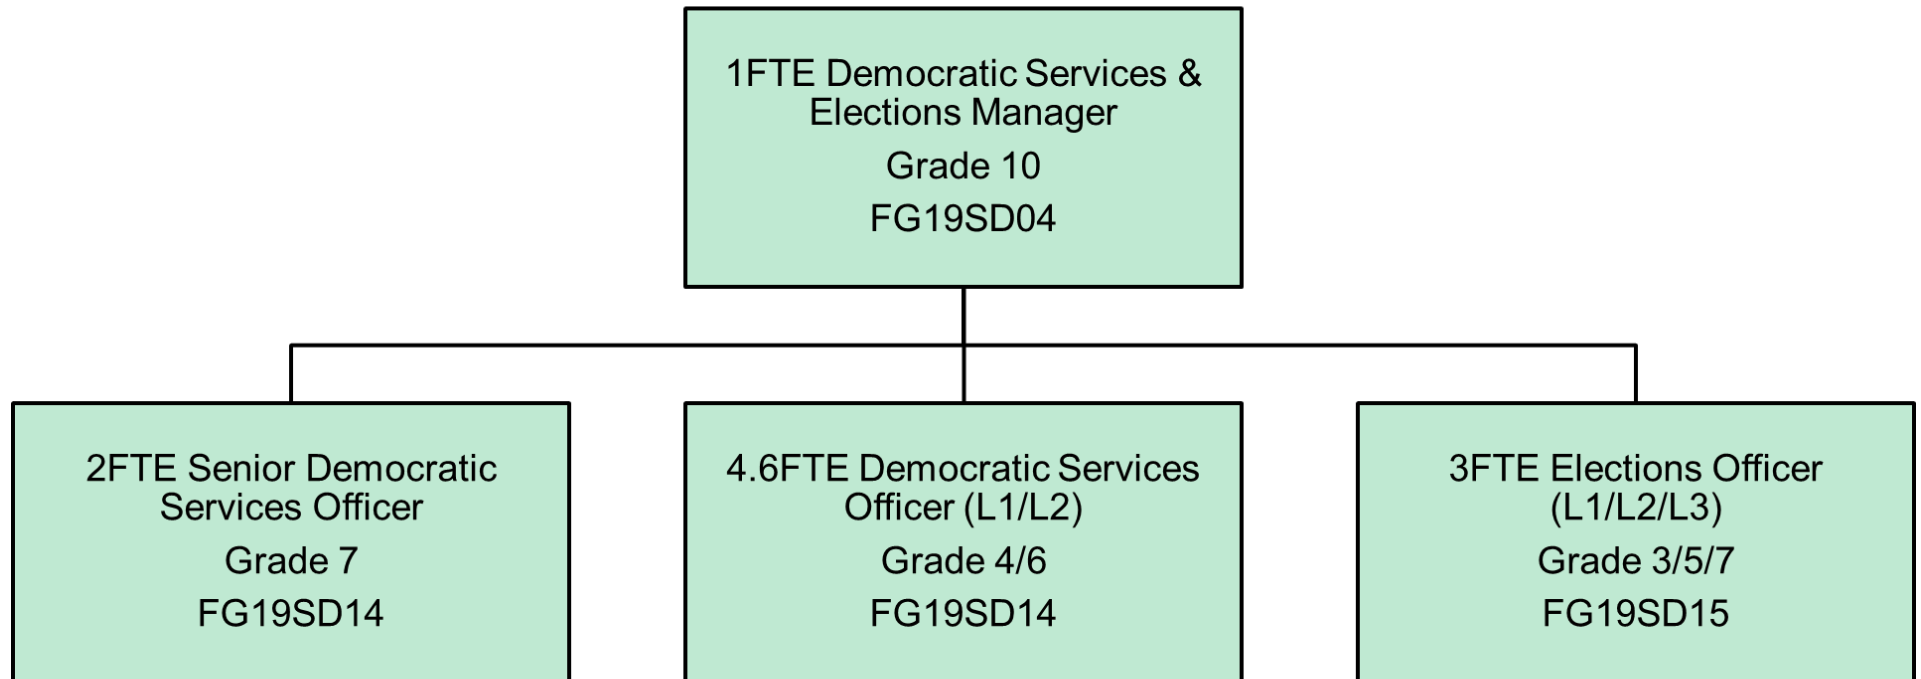 1FTE Democratic Services &
Elections Manager
Grade 10
FG19SD04
2FTE Senior Democratic
Services Officer
Grade 7
FG19SD14
4.6FTE Democratic Services
Officer (L1/L2)
Grade 4/6
FG19SD14
3FTE Elections Officer
(L1/L2/L3)
Grade 3/5/7
FG19SD15